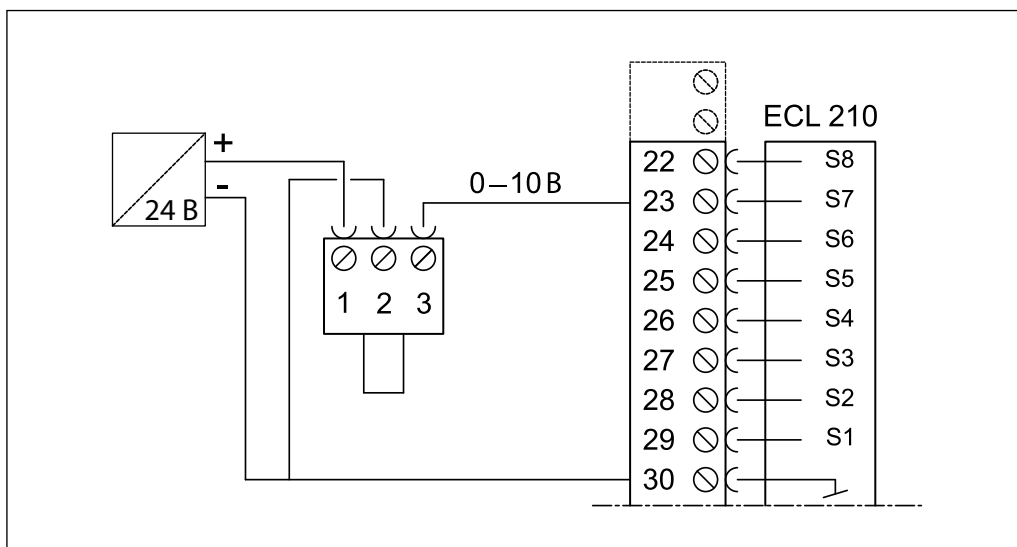 ECL 210
+
-
24 В
0–10 В
1 2 3
22 S8
23 S7
24 S6
25 S5
26 S4
27 S3
28 S2
29 S1
30